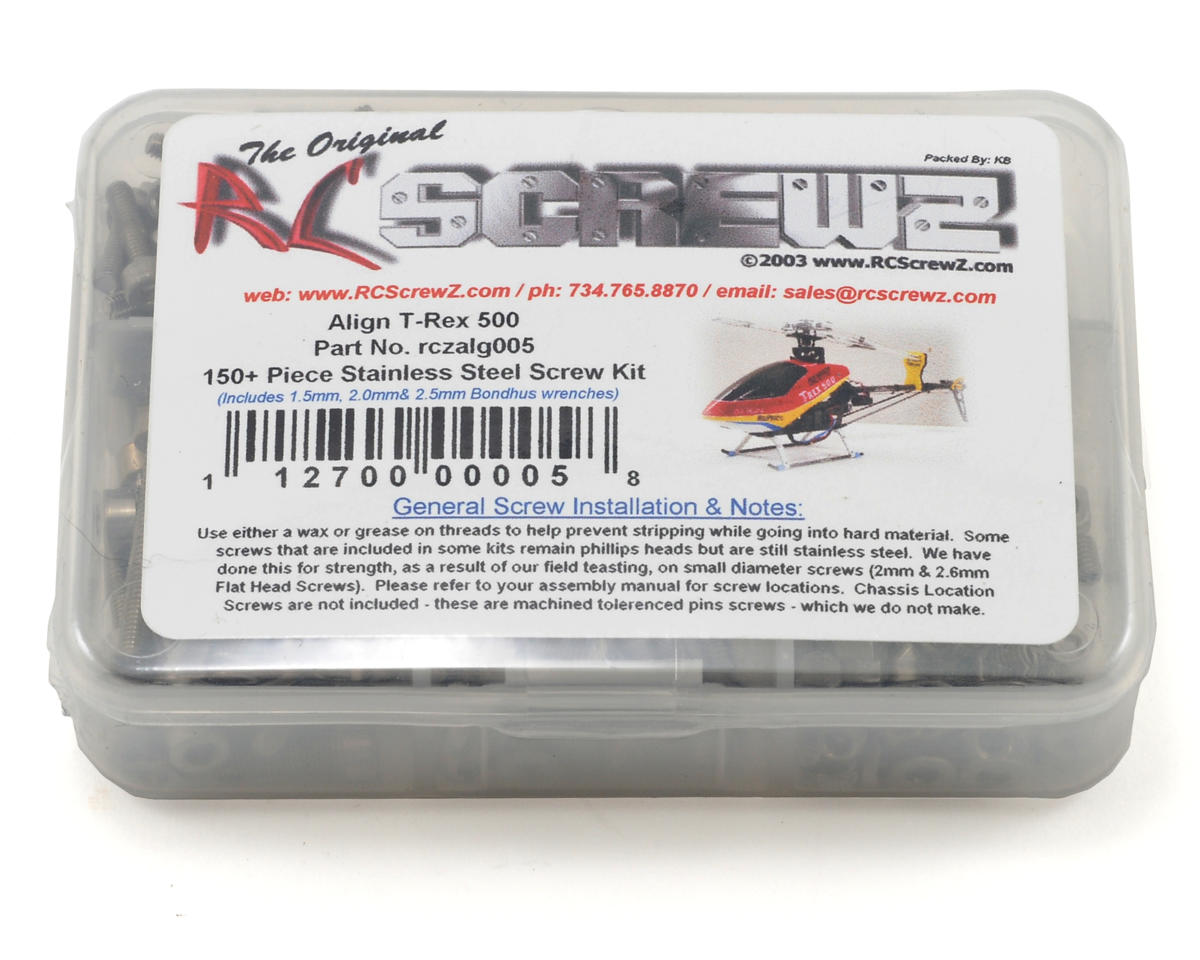 The Original
RC SCREWZ
Packed By: KB
©2003 www.RCScrewZ.com
web: www.RCScrewZ.com / ph: 734.765.8870 / email: sales@rcscrewz.com
Align T-Rex 500
Part No. rczalg005
150+ Piece Stainless Steel Screw Kit
(Includes 1.5mm, 2.0mm& 2.5mm Bondhus wrenches)
1 12700 00005 8
T-REX 500
General Screw Installation & Notes:
Use either a wax or grease on threads to help prevent stripping while going into hard material. Some
screws that are included in some kits remain phillips heads but are still stainless steel. We have
done this for strength, as a result of our field teasting, on small diameter screws (2mm & 2.6mm
Flat Head Screws). Please refer to your assembly manual for screw locations. Chassis Location
Screws are not included - these are machined tolerenced pins screws - which we do not make.